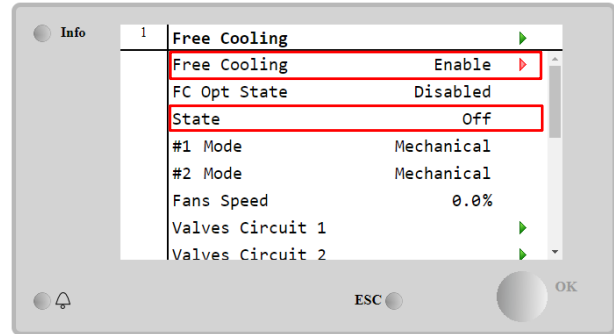 Info
1 Free Cooling
Free Cooling Enable
FC Opt State Disabled
State Off
#1 Mode Mechanical
#2 Mode Mechanical
Fans Speed 0.0%
Valves Circuit 1
Valves Circuit 2
ESC
OK